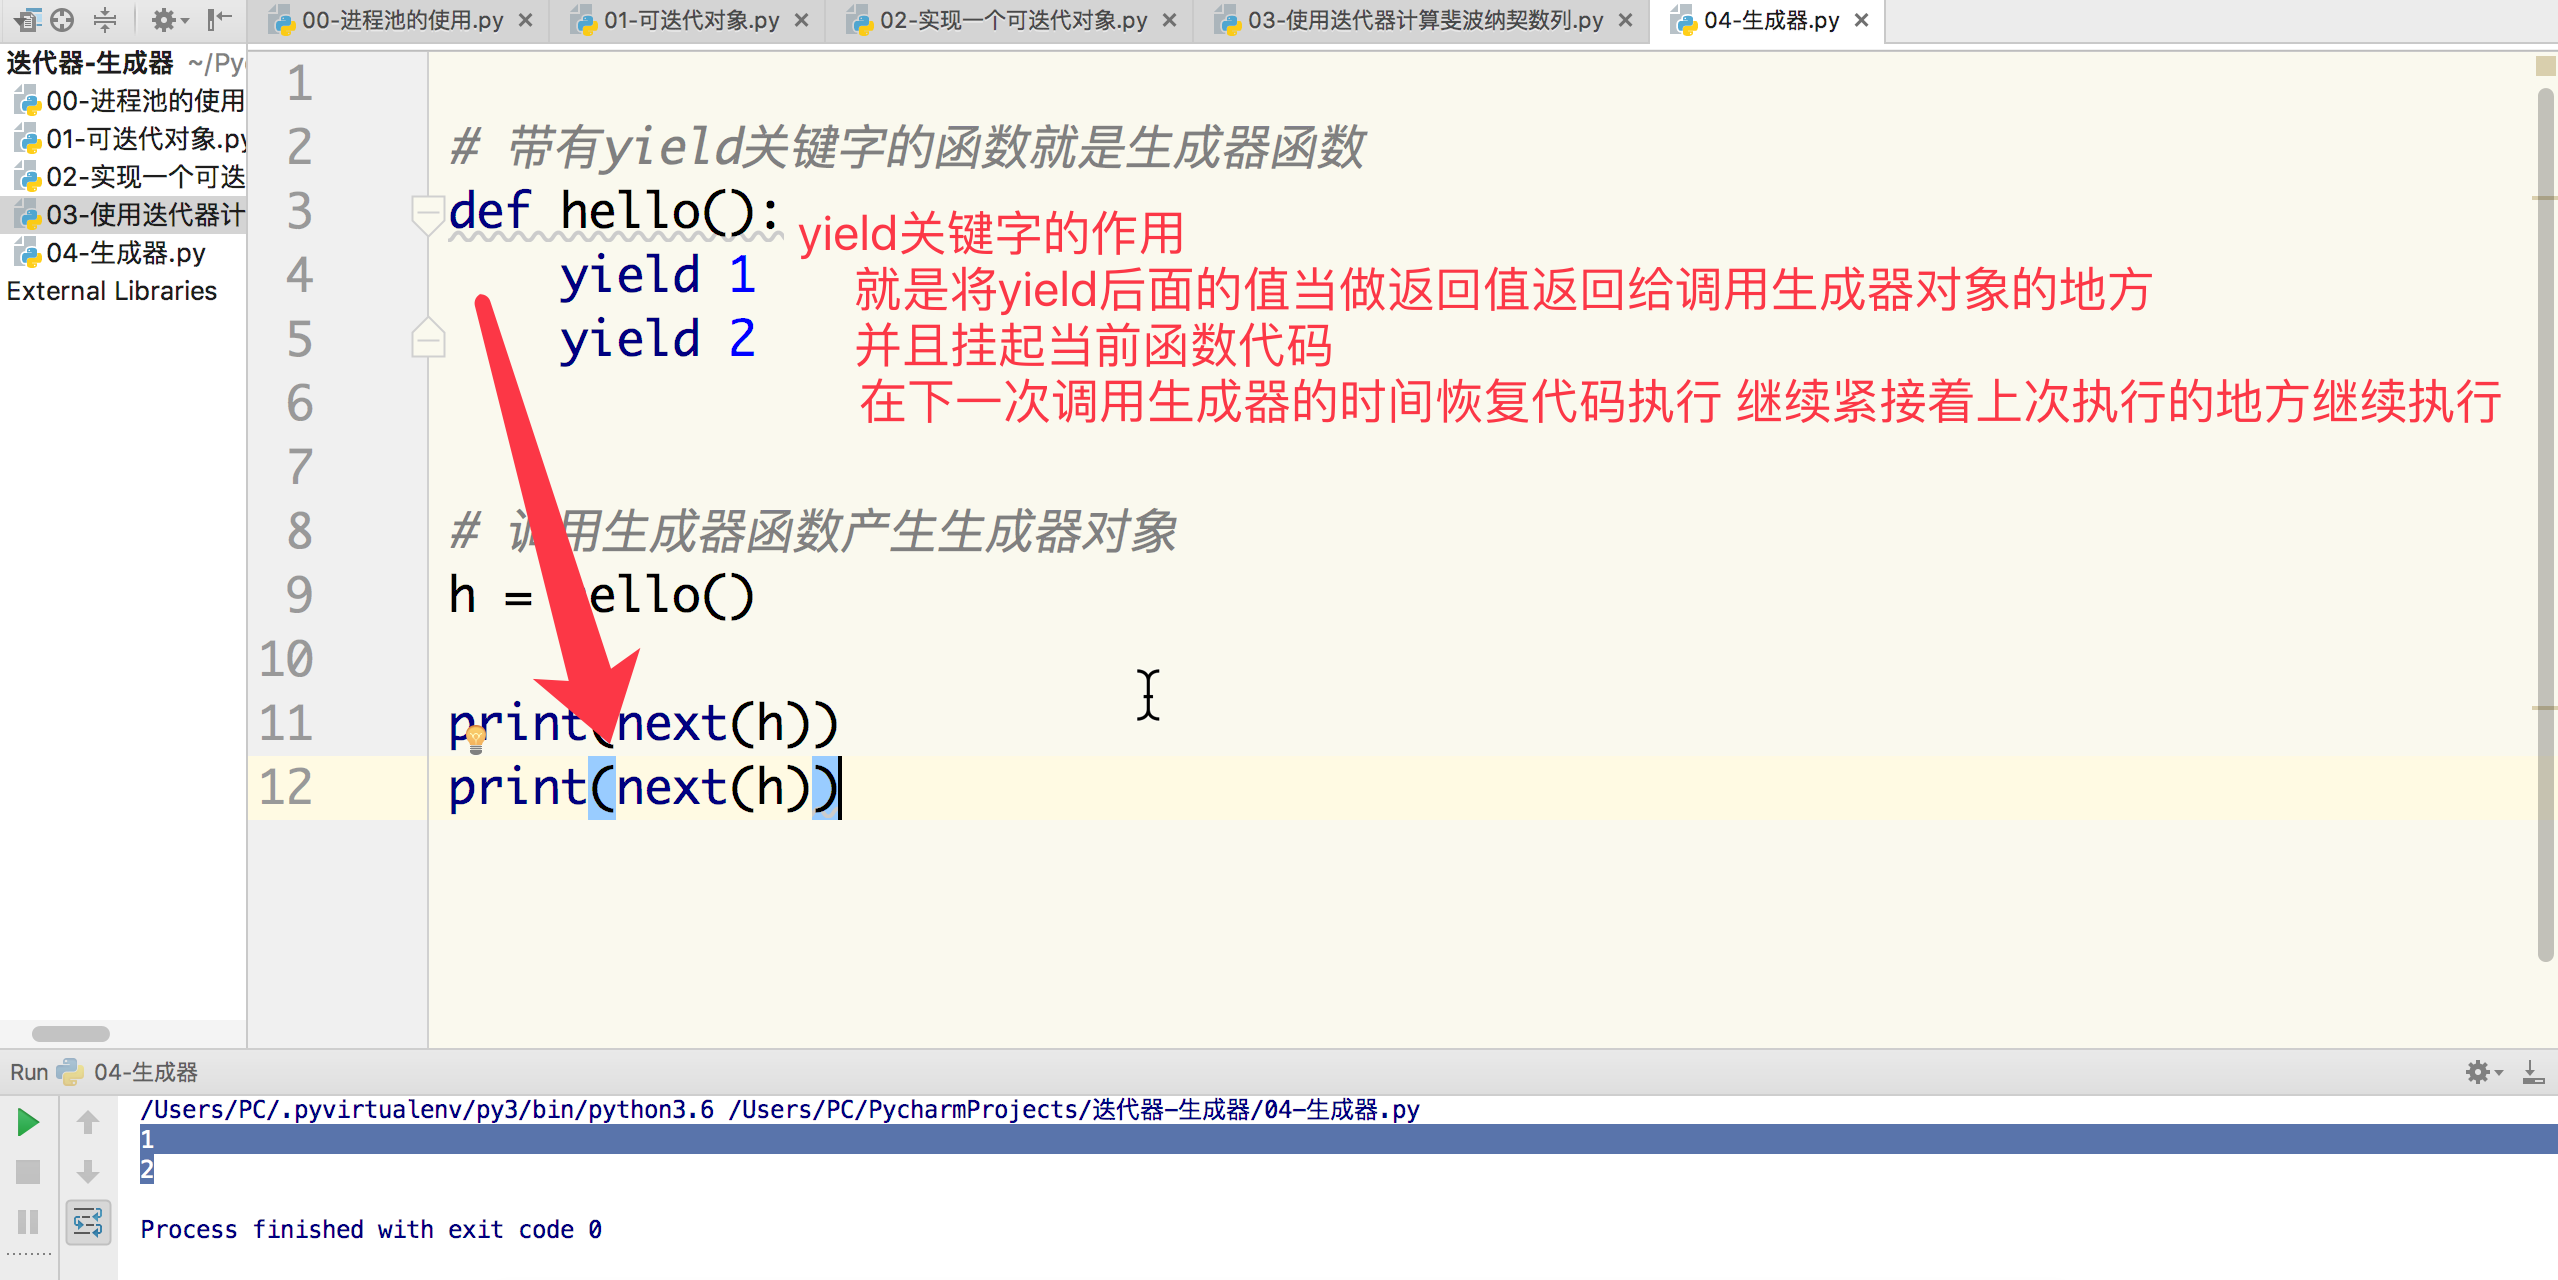 00-进程池的使用.py
01-可迭代对象.py
02-实现一个可迭代对象.py
03-使用迭代器计算斐波纳契数列.py
04-生成器.py
迭代器-生成器 ~/Pyc
00-进程池的使用
01-可迭代对象.py
02-实现一个可迭
03-使用迭代器计
04-生成器.py
External Libraries
1
2 # 带有yield关键字的函数就是生成器函数
3 def hello():
yield关键字的作用
4 yield 1
就是将yield后面的值当做返回值返回给调用生成器对象的地方
5 yield 2
并且挂起当前函数代码
6
在下一次调用生成器的时间恢复代码执行 继续紧接着上次执行的地方继续执行
7
8 # 调用生成器函数产生生成器对象
9 h = hello()
10
11 print(next(h))
12 print(next(h))
Run 04-生成器
/Users/PC/.pyvirtualenv/py3/bin/python3.6 /Users/PC/PycharmProjects/迭代器-生成器/04-生成器.py
1
2
Process finished with exit code 0